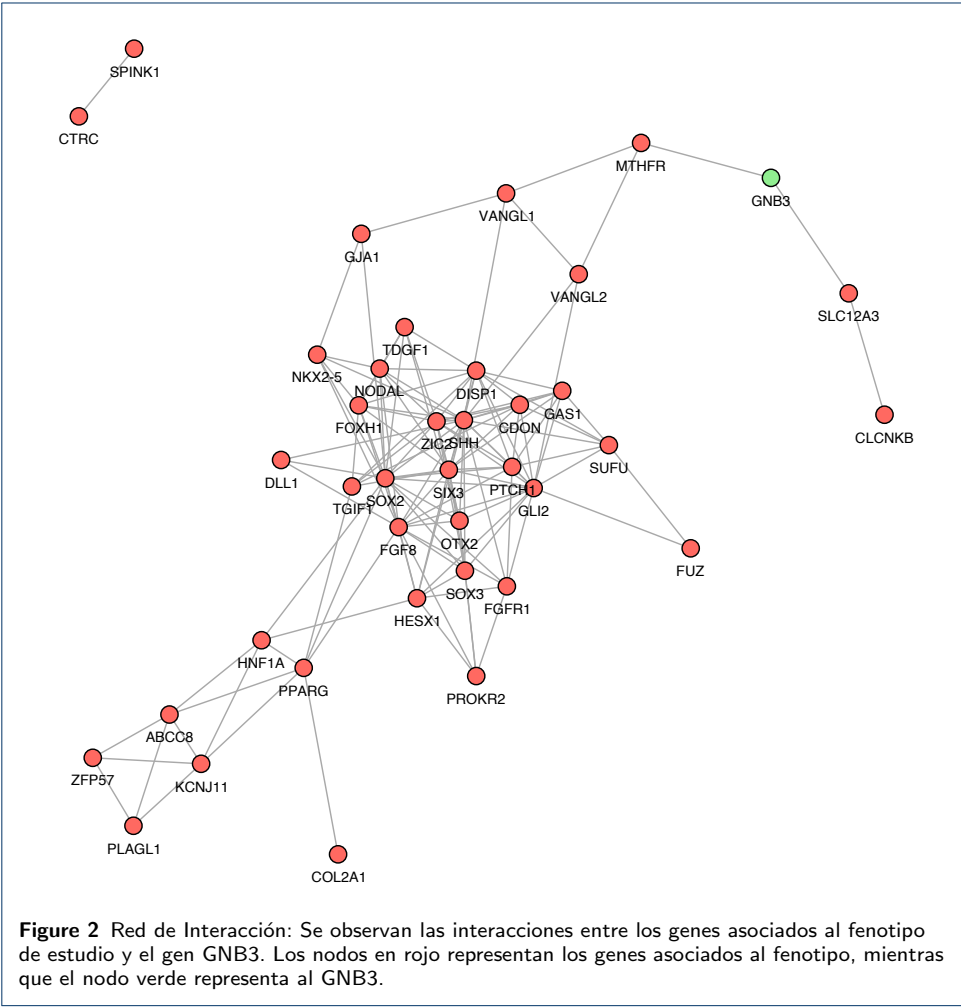 SPINK1
CTRC
MTHFR
GNB3
VANGL1
GJA1
VANGL2
SLC12A3
TDGF1
NKX2-5
NODAL
DISP1
GAS1
CDON
FOXH1
ZIC2
SHH
CLCNKB
SUFU
DLL1
SIX3
PTCH1
SOX2
TGIF1
GLI2
OTX2
FGF8
FUZ
SOX3
FGFR1
HESX1
HNF1A
PPARG
PROKR2
ABCC8
ZFP57
KCNJ11
PLAGL1
COL2A1
Figure 2 Red de Interacción: Se observan las interacciones entre los genes asociados al fenotipo
de estudio y el gen GNB3. Los nodos en rojo representan los genes asociados al fenotipo, mientras
que el nodo verde representa al GNB3.